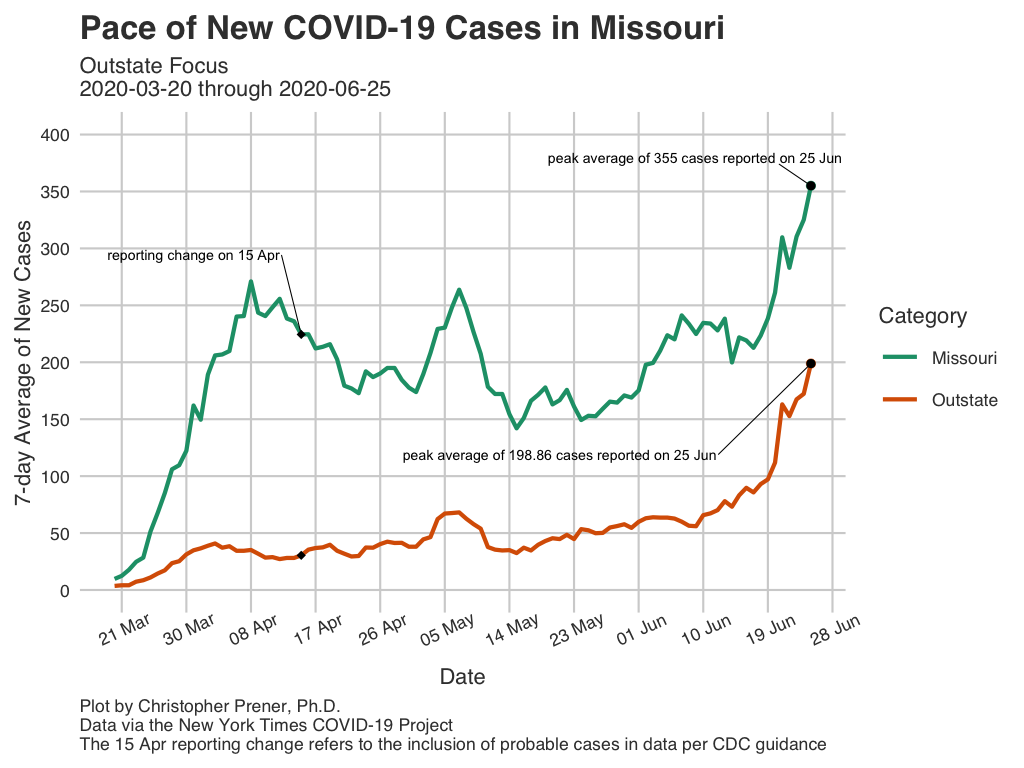 Pace of New COVID-19 Cases in Missouri
Outstate Focus
2020-03-20 through 2020-06-25
7-day Average of New Cases
400
350
300
250
200
150
100
50
0
peak average of 355 cases reported on 25 Jun
reporting change on 15 Apr
peak average of 198.86 cases reported on 25 Jun
Category
Missouri
Outstate
21 Mar
30 Mar
08 Apr
17 Apr
26 Apr
05 May
14 May
23 May
01 Jun
10 Jun
19 Jun
28 Jun
Date
Plot by Christopher Prener, Ph.D.
Data via the New York Times COVID-19 Project
The 15 Apr reporting change refers to the inclusion of probable cases in data per CDC guidance